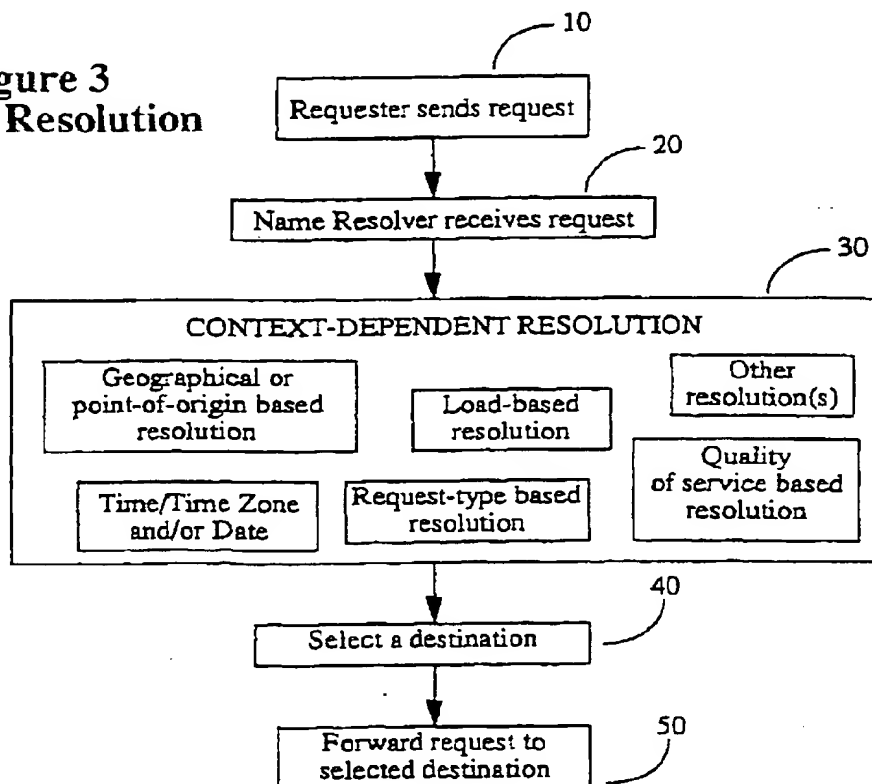 gure 3
Resolution
10
Requester sends request
20
Name Resolver receives request
30
CONTEXT-DEPENDENT RESOLUTION
Geographical or
point-of-origin based
resolution
Load-based
resolution
Other
resolution(s)
Time/Time Zone
and/or Date
Request-type based
resolution
Quality
of service based
resolution
40
Select a destination
50
Forward request to
selected destination